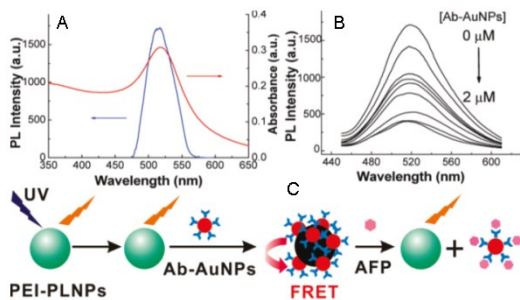 A
PL Intensity (a.u.)
1500
1000
500
0
350 400 450 500 550 600 650
Wavelength (nm)
0.4
0.3
0.2
0.1
0.0
Absorbance (a.u.)
B
PL Intensity (a.u.)
1500
1000
500
0
440 480 520 560 600
Wavelength (nm)
[Ab-AuNPs]
0 μM
2 μM
C
UV
PEI-PLNPs
Ab-AuNPs
FRET
AFP
+